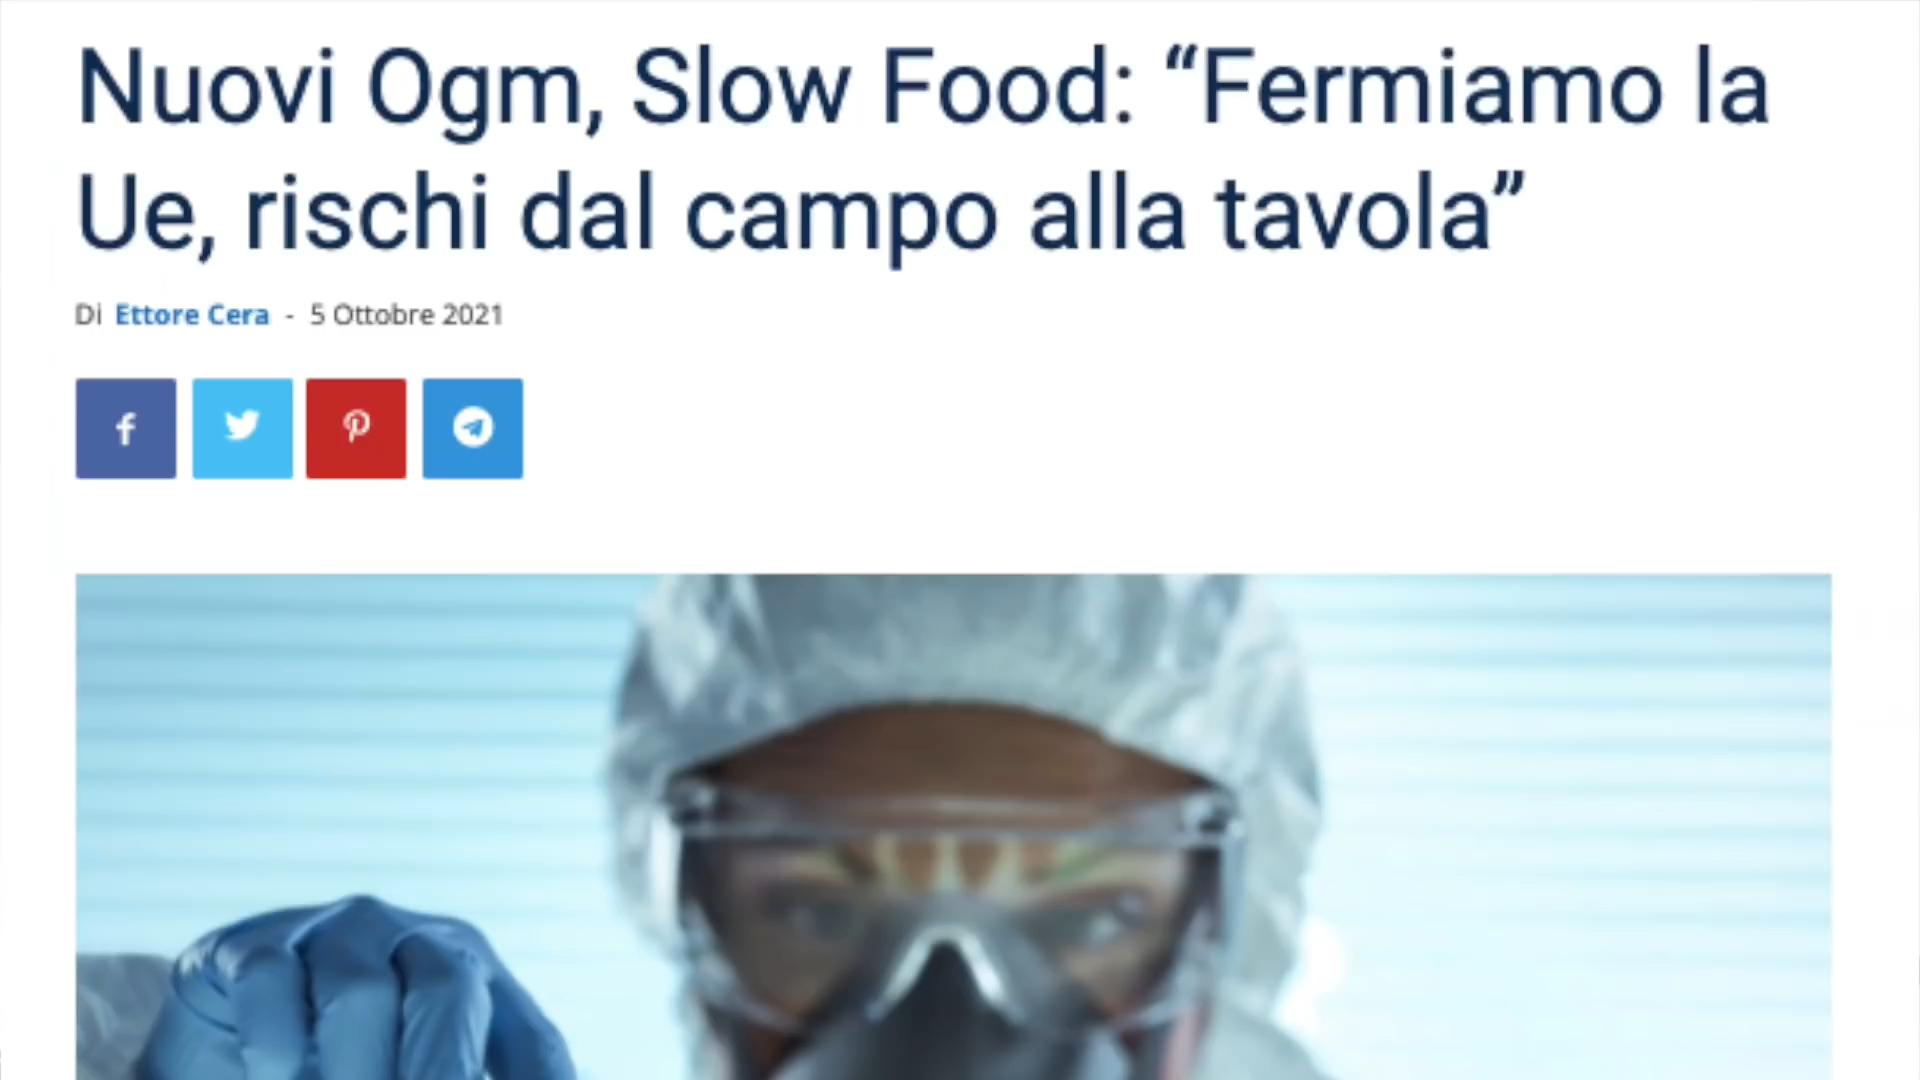 Nuovi Ogm, Slow Food: “Fermiamo la
Ue, rischi dal campo alla tavola”
Di Ettore Cera - 5 Ottobre 2021